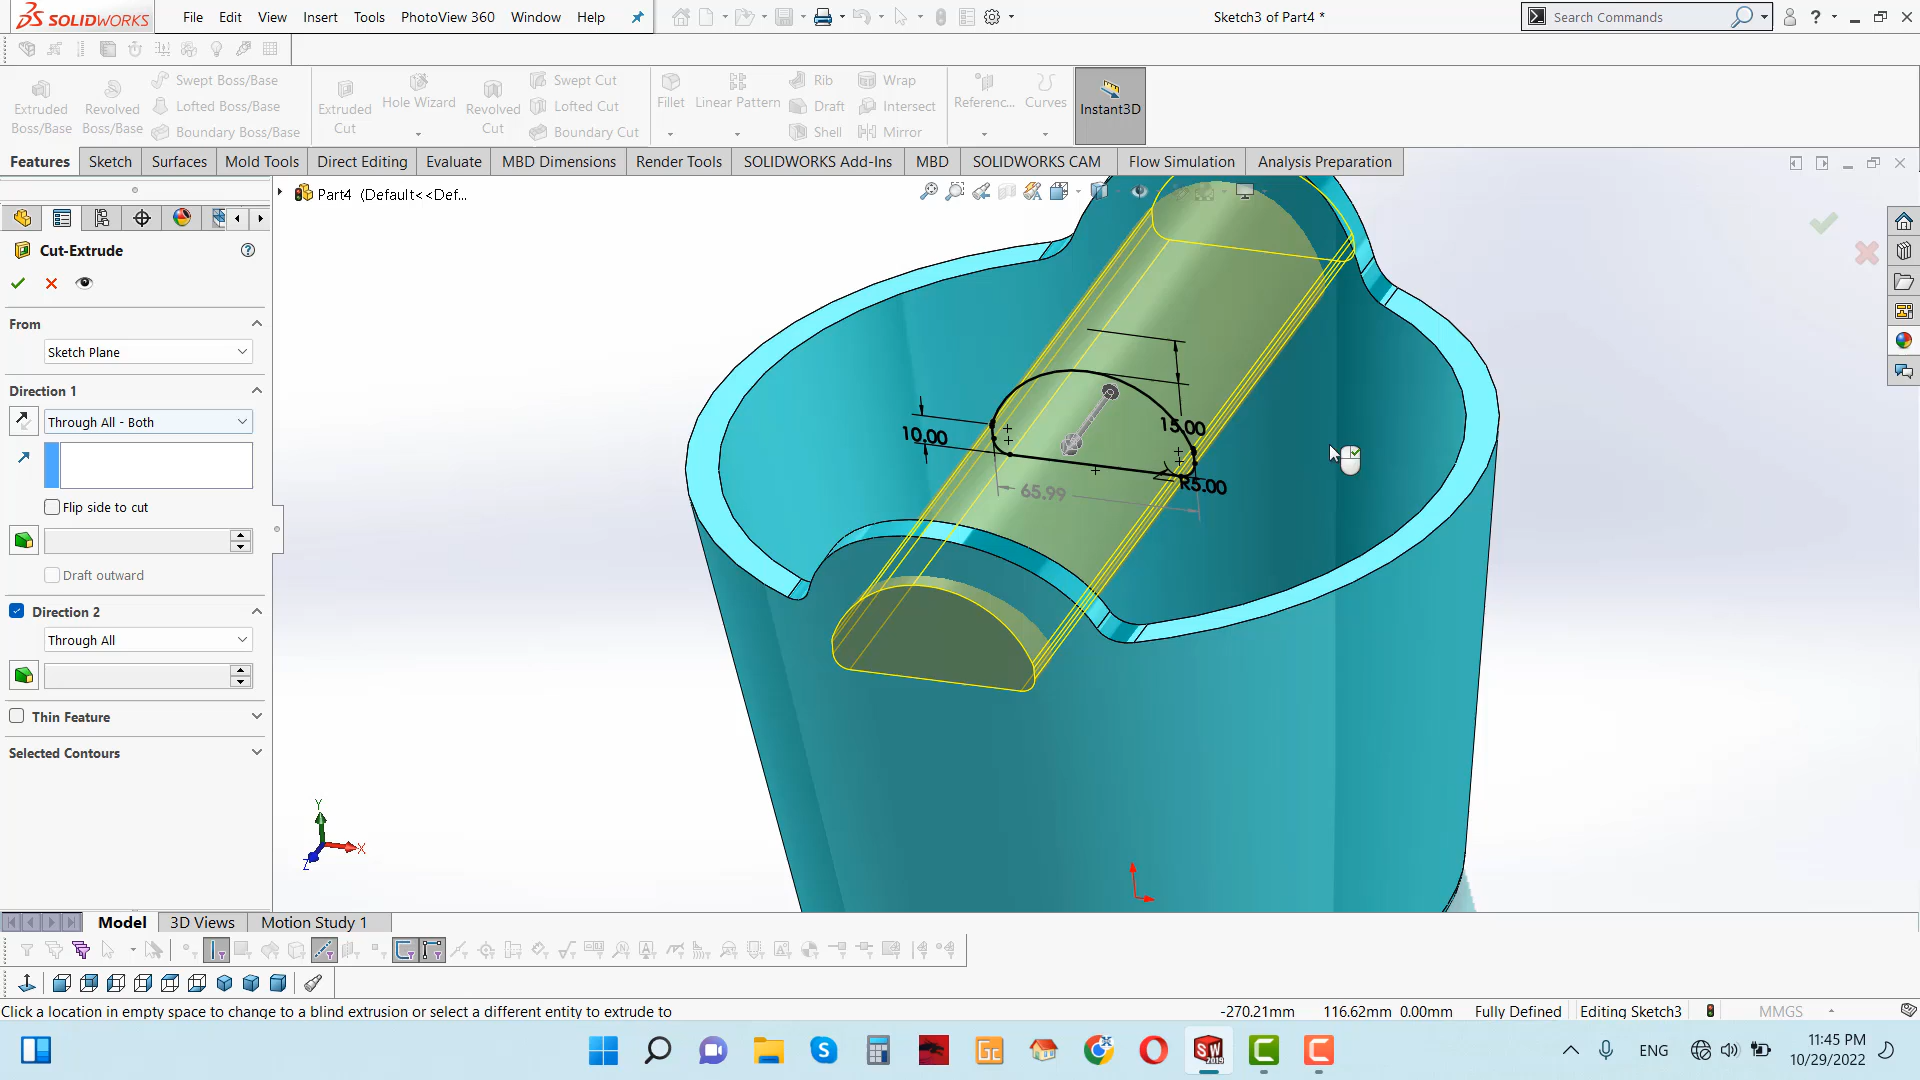 SOLIDWORKS File Edit View Insert Tools PhotoView 360 Window Help Sketch3 of Part4 * Search Commands
Extruded Boss/Base
Revolved Boss/Base
Swept Boss/Base
Lofted Boss/Base
Boundary Boss/Base
Extruded Cut
Hole Wizard
Revolved Cut
Swept Cut
Lofted Cut
Boundary Cut
Fillet
Linear Pattern
Rib
Draft
Shell
Wrap
Intersect
Mirror
Referenc...
Curves
Instant3D
Features Sketch Surfaces Mold Tools Direct Editing Evaluate MBD Dimensions Render Tools SOLIDWORKS Add-Ins MBD SOLIDWORKS CAM Flow Simulation Analysis Preparation
Part4 (Default<<Def...
Cut-Extrude
From
Sketch Plane
Direction 1
Through All - Both
Flip side to cut
Draft outward
Direction 2
Through All
Thin Feature
Selected Contours
10.00
15.00
65.99
R5.00
Y
X
Z
Model 3D Views Motion Study 1
Click a location in empty space to change to a blind extrusion or select a different entity to extrude to
-270.21mm 116.62mm 0.00mm Fully Defined Editing Sketch3 MMGS
ENG
11:45 PM
10/29/2022